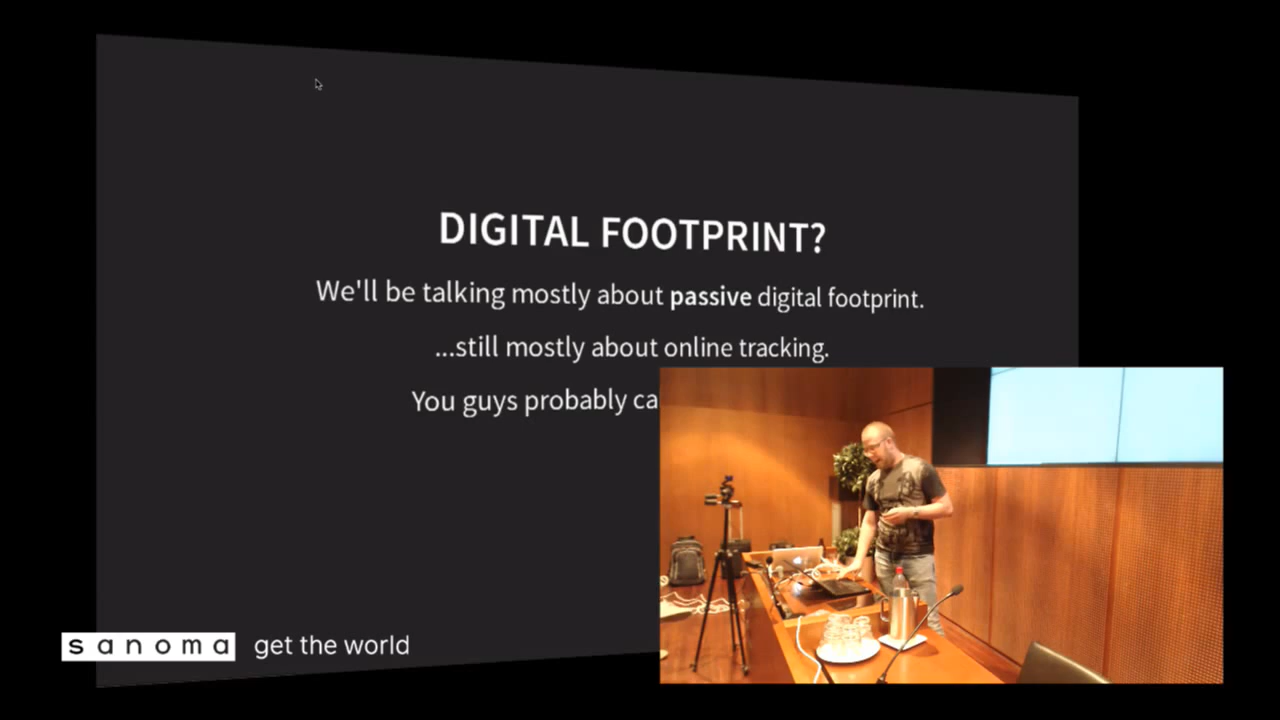 DIGITAL FOOTPRINT?
We'll be talking mostly about passive digital footprint.
...still mostly about online tracking.
You guys probably ca
sanoma get the world